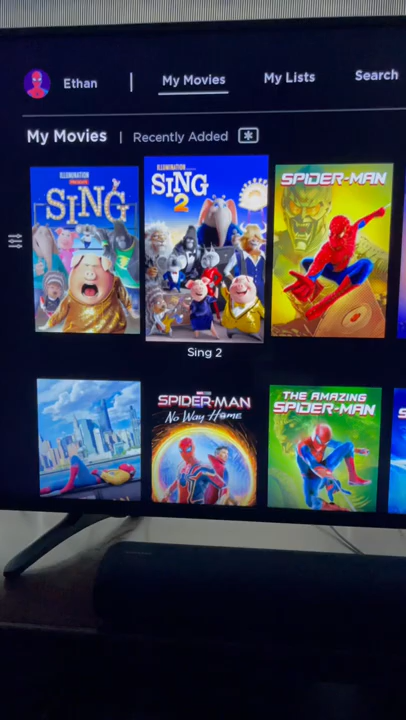 Ethan | My Movies My Lists Search
My Movies | Recently Added *
ILLUMINATION
SING
ILLUMINATION
SING
2
SPIDER-MAN
Sing 2
SPIDER-MAN
No Way Home
THE AMAZING
SPIDER-MAN